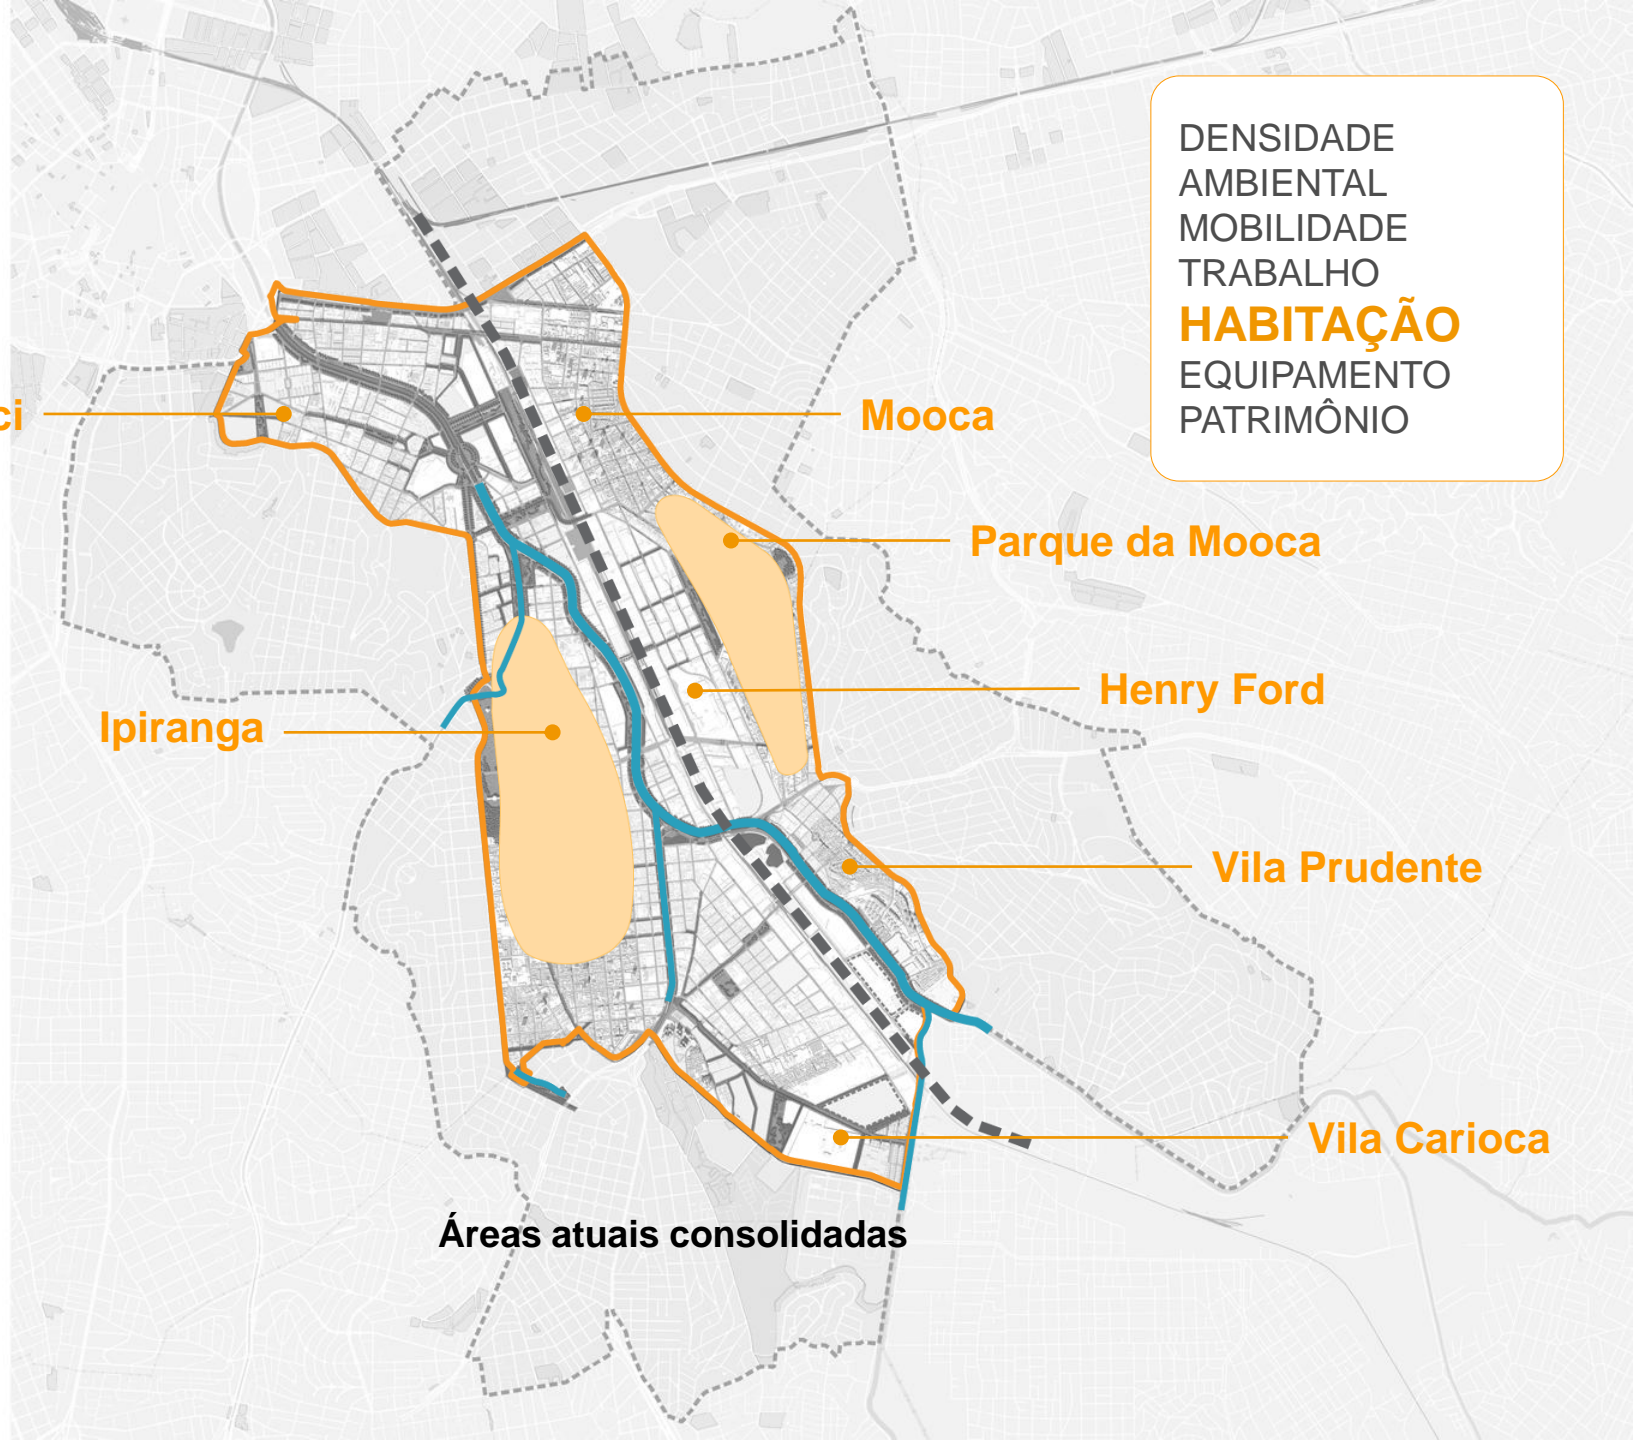 DENSIDADE
AMBIENTAL
MOBILIDADE
TRABALHO
HABITAÇÃO
EQUIPAMENTO
PATRIMÔNIO
Mooca
Parque da Mooca
Henry Ford
Ipiranga
Vila Prudente
Vila Carioca
Áreas atuais consolidadas